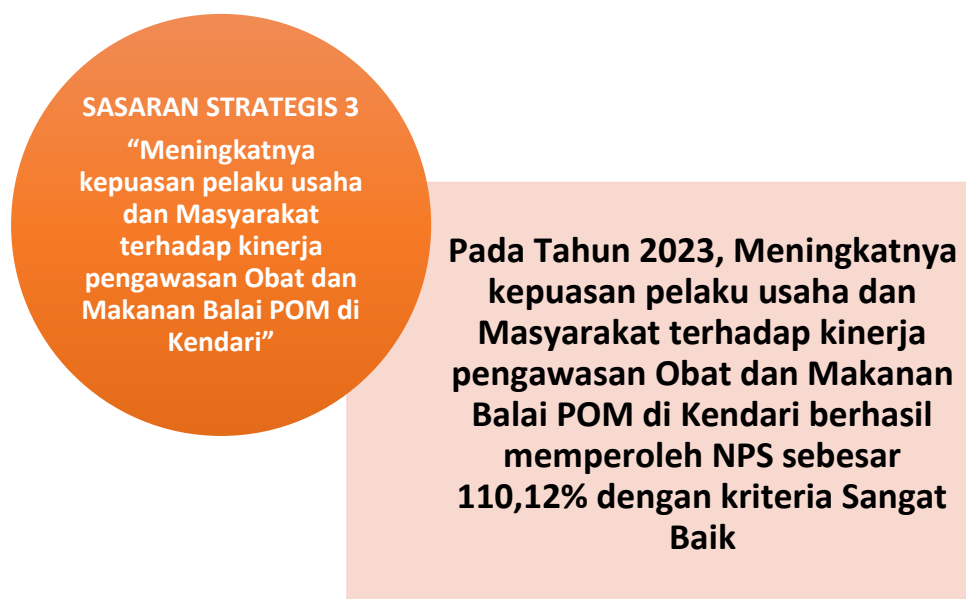 SASARAN STRATEGIS 3
“Meningkatnya
kepuasan pelaku usaha
dan Masyarakat
terhadap kinerja
pengawasan Obat dan
Makanan Balai POM di
Kendari”
Pada Tahun 2023, Meningkatnya
kepuasan pelaku usaha dan
Masyarakat terhadap kinerja
pengawasan Obat dan Makanan
Balai POM di Kendari berhasil
memperoleh NPS sebesar
110,12% dengan kriteria Sangat
Baik